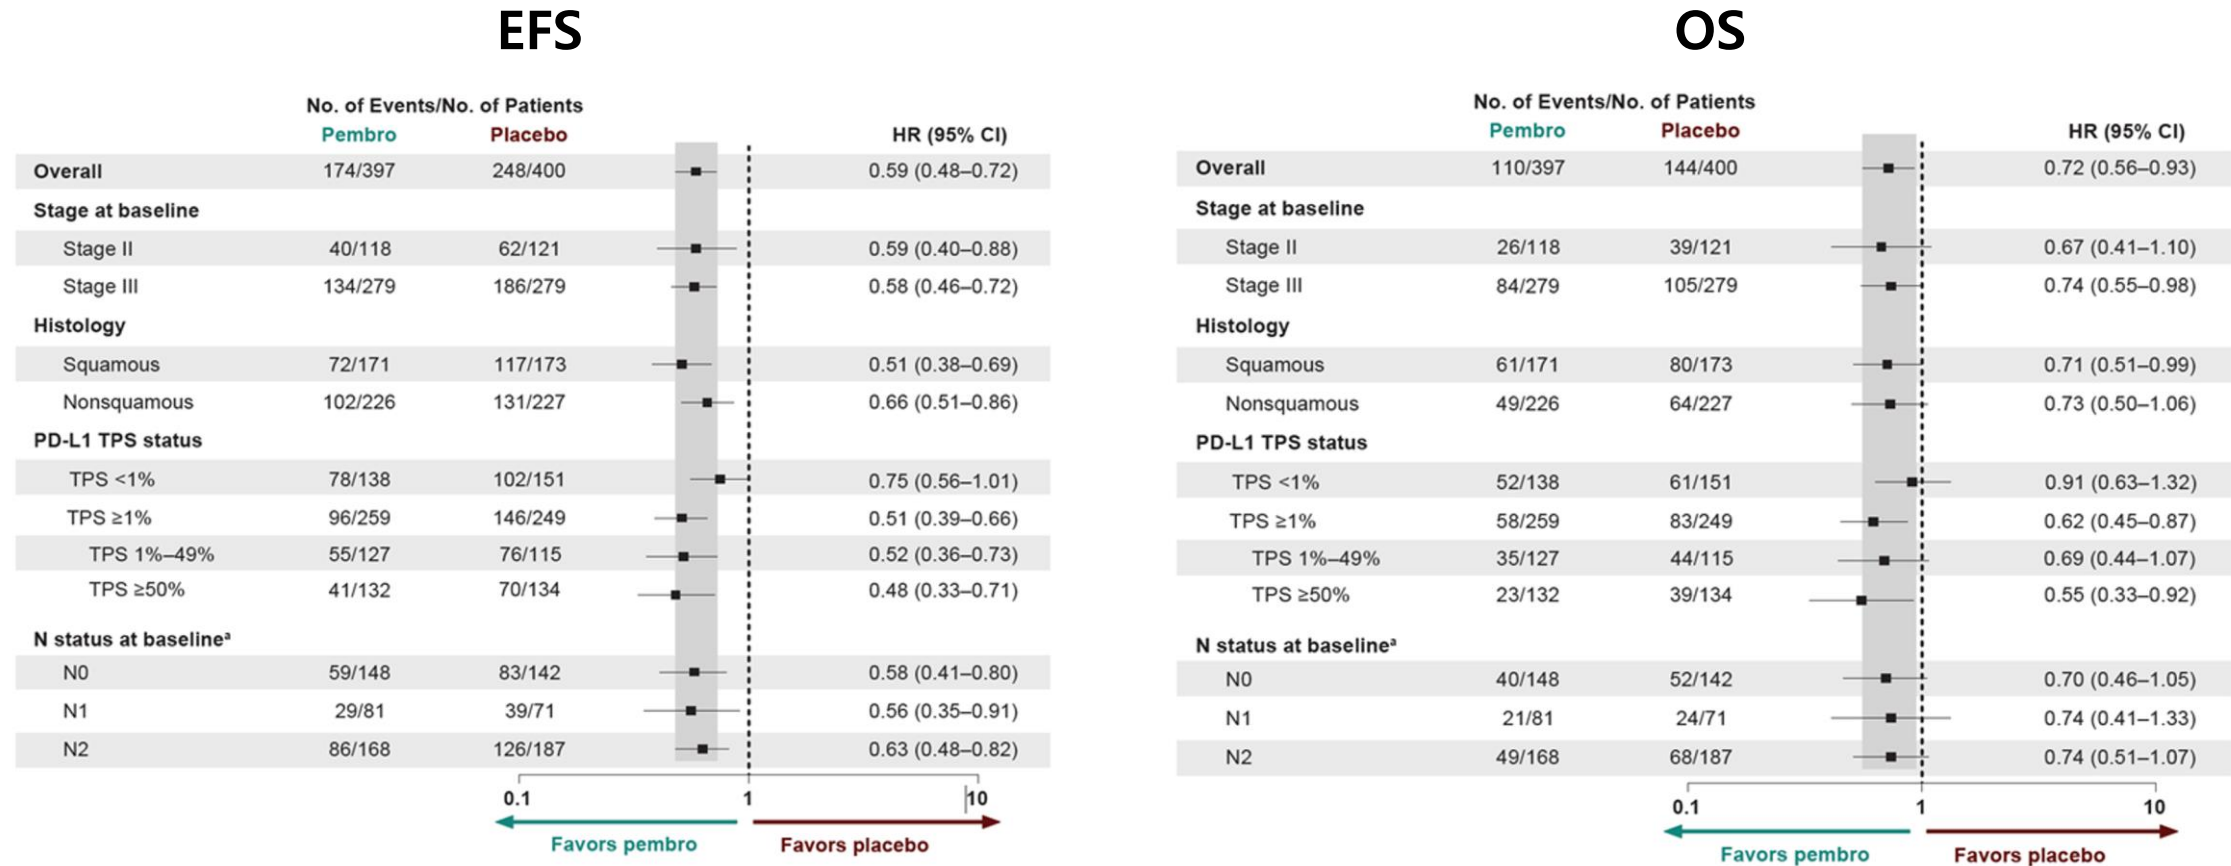 EFS
No. of Events/No. of Patients
Pembro Placebo HR (95% CI)
Overall 174/397 248/400 0.59 (0.48–0.72)
Stage at baseline
Stage II 40/118 62/121 0.59 (0.40–0.88)
Stage III 134/279 186/279 0.58 (0.46–0.72)
Histology
Squamous 72/171 117/173 0.51 (0.38–0.69)
Nonsquamous 102/226 131/227 0.66 (0.51–0.86)
PD-L1 TPS status
TPS <1% 78/138 102/151 0.75 (0.56–1.01)
TPS ≥1% 96/259 146/249 0.51 (0.39–0.66)
TPS 1%–49% 55/127 76/115 0.52 (0.36–0.73)
TPS ≥50% 41/132 70/134 0.48 (0.33–0.71)
N status at baselineᵃ
N0 59/148 83/142 0.58 (0.41–0.80)
N1 29/81 39/71 0.56 (0.35–0.91)
N2 86/168 126/187 0.63 (0.48–0.82)
0.1 1 10
Favors pembro Favors placebo
OS
No. of Events/No. of Patients
Pembro Placebo HR (95% CI)
Overall 110/397 144/400 0.72 (0.56–0.93)
Stage at baseline
Stage II 26/118 39/121 0.67 (0.41–1.10)
Stage III 84/279 105/279 0.74 (0.55–0.98)
Histology
Squamous 61/171 80/173 0.71 (0.51–0.99)
Nonsquamous 49/226 64/227 0.73 (0.50–1.06)
PD-L1 TPS status
TPS <1% 52/138 61/151 0.91 (0.63–1.32)
TPS ≥1% 58/259 83/249 0.62 (0.45–0.87)
TPS 1%–49% 35/127 44/115 0.69 (0.44–1.07)
TPS ≥50% 23/132 39/134 0.55 (0.33–0.92)
N status at baselineᵃ
N0 40/148 52/142 0.70 (0.46–1.05)
N1 21/81 24/71 0.74 (0.41–1.33)
N2 49/168 68/187 0.74 (0.51–1.07)
0.1 1 10
Favors pembro Favors placebo